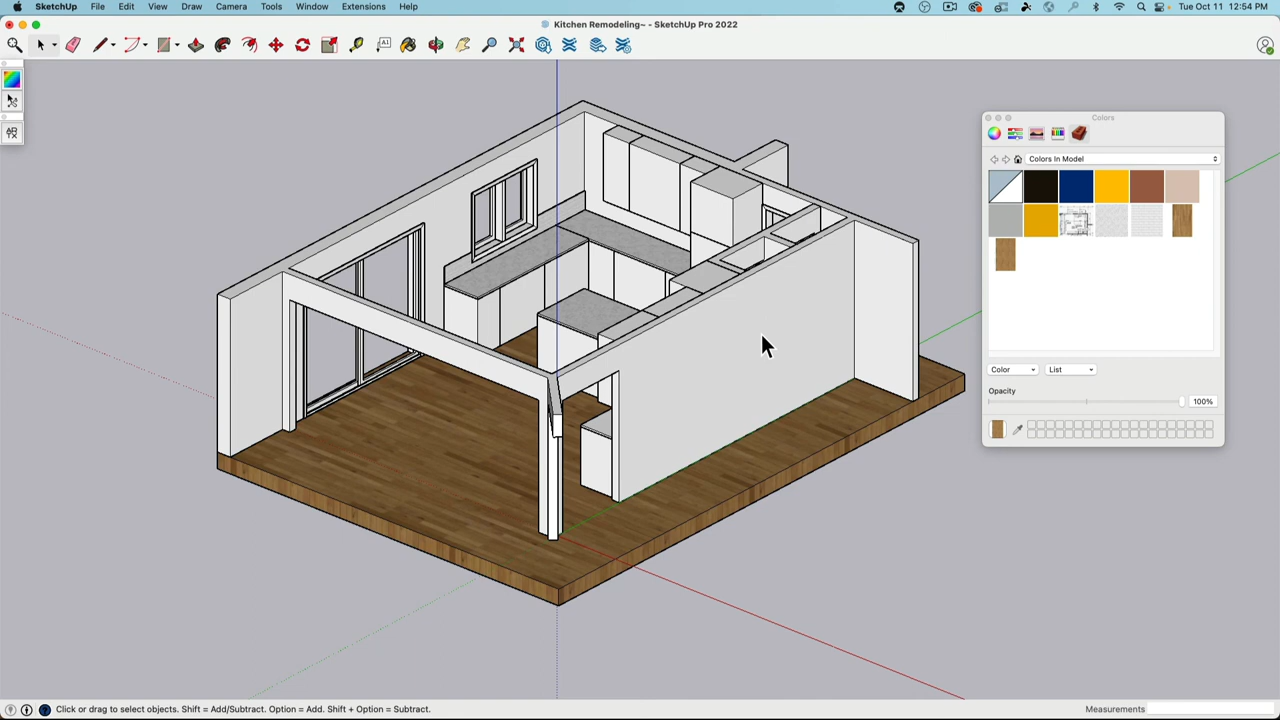 SketchUp File Edit View Draw Camera Tools Window Extensions Help
Tue Oct 11 12:54 PM
Kitchen Remodeling~ - SketchUp Pro 2022
A1
Colors
Colors In Model
Color
List
Opacity
100%
Click or drag to select objects. Shift = Add/Subtract. Option = Add. Shift + Option = Subtract.
Measurements